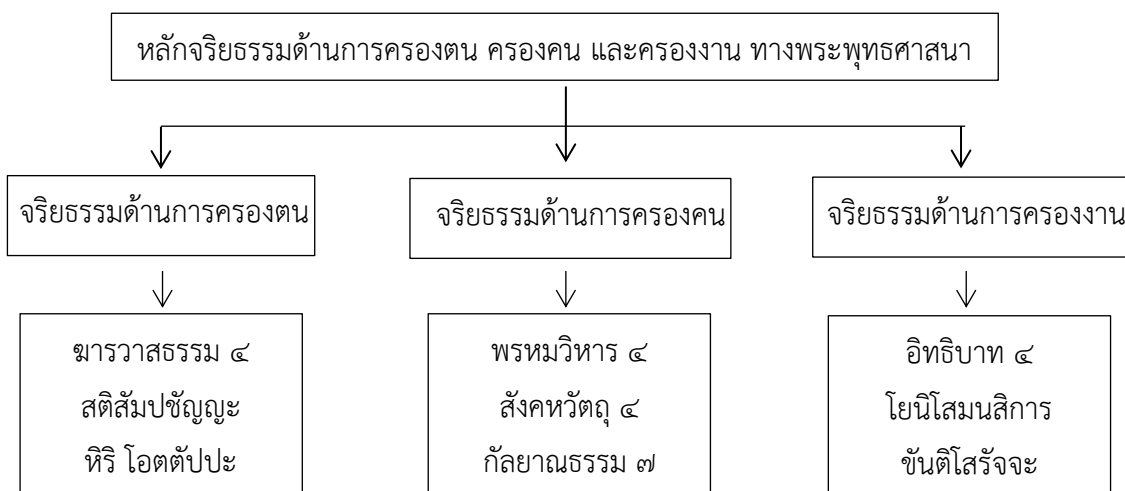 หลักจริยธรรมด้านการครองตน ครองคน และครองงาน ทางพระพุทธศาสนา
จริยธรรมด้านการครองตน
จริยธรรมด้านการครองคน
จริยธรรมด้านการครองงาน
ฆารวาสธรรม ๔
สติสัมปชัญญะ
หิริ โอตตัปปะ
พรหมวิหาร ๔
สังคหวัตถุ ๔
กัลยาณธรรม ๗
อิทธิบาท ๔
โยนิโสมนสิการ
ขันติโสรัจจะ